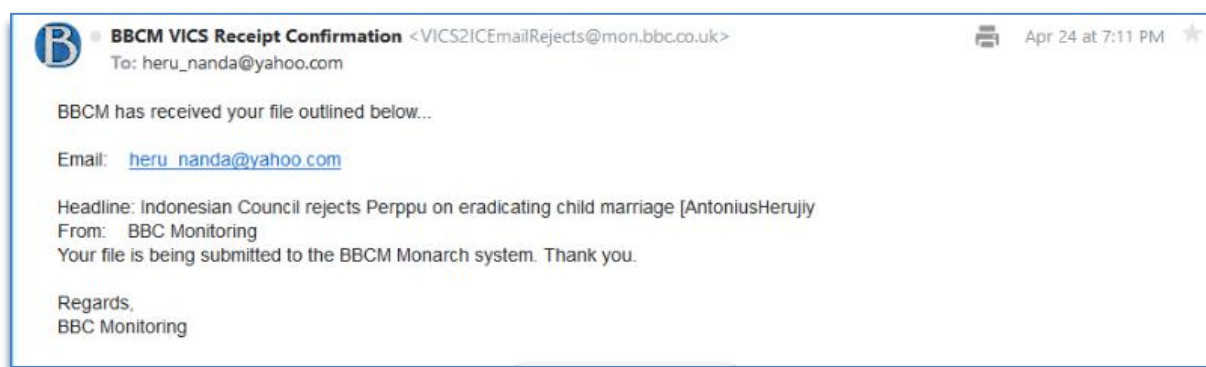 B
BBCM VICS Receipt Confirmation <VICS2ICEmailRejects@mon.bbc.co.uk> Apr 24 at 7:11 PM
To: heru_nanda@yahoo.com
BBCM has received your file outlined below...
Email: heru_nanda@yahoo.com
Headline: Indonesian Council rejects Perppu on eradicating child marriage [AntoniusHerujiy
From: BBC Monitoring
Your file is being submitted to the BBCM Monarch system. Thank you.
Regards,
BBC Monitoring